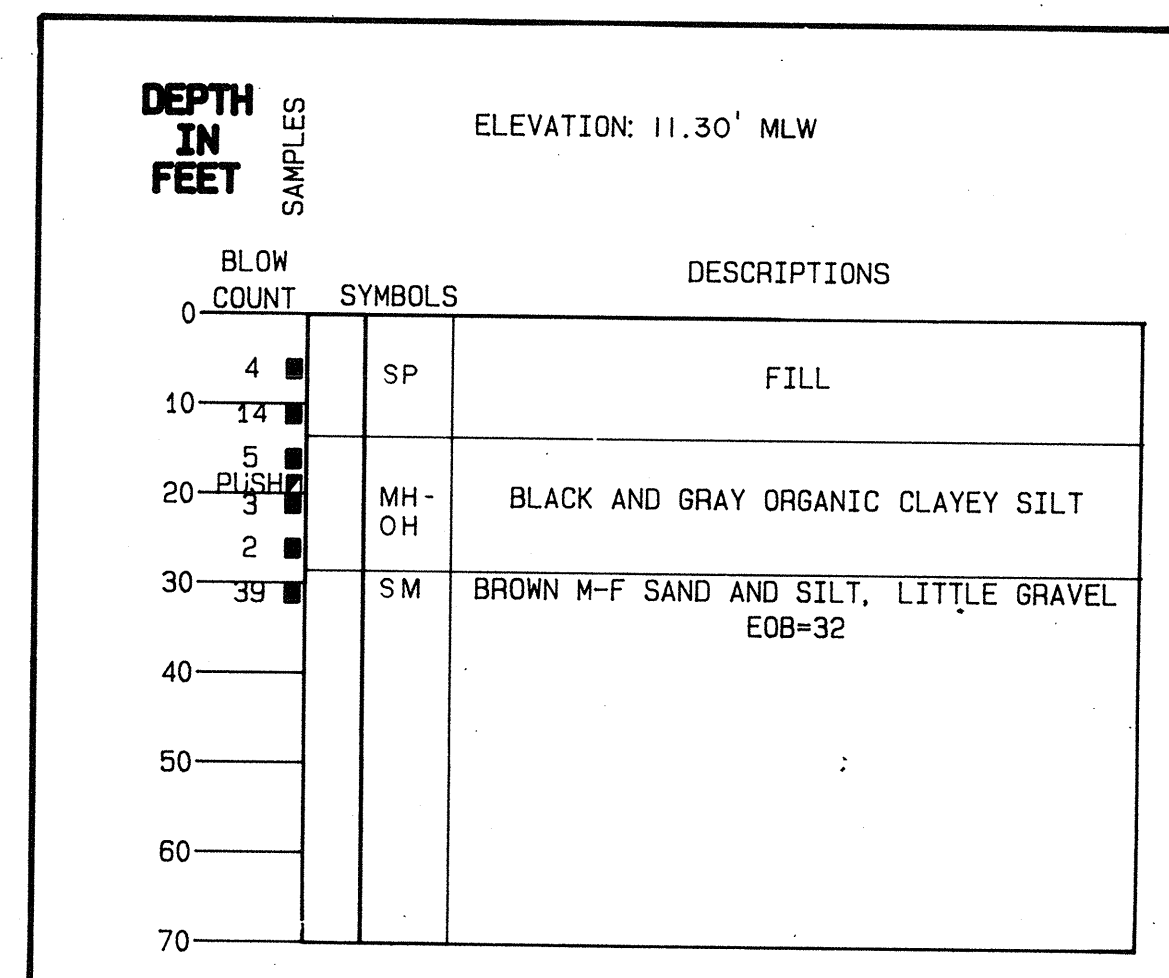 DEPTH
IN
FEET
SAMPLES
ELEVATION: 11.30' MLW
BLOW
COUNT
SYMBOLS
DESCRIPTIONS
0
4
SP
FILL
10
14
5
PUSH
20
3
MH-
OH
BLACK AND GRAY ORGANIC CLAYEY SILT
2
30
39
SM
BROWN M-F SAND AND SILT, LITTLE GRAVEL
EOB=32
40
50
60
70